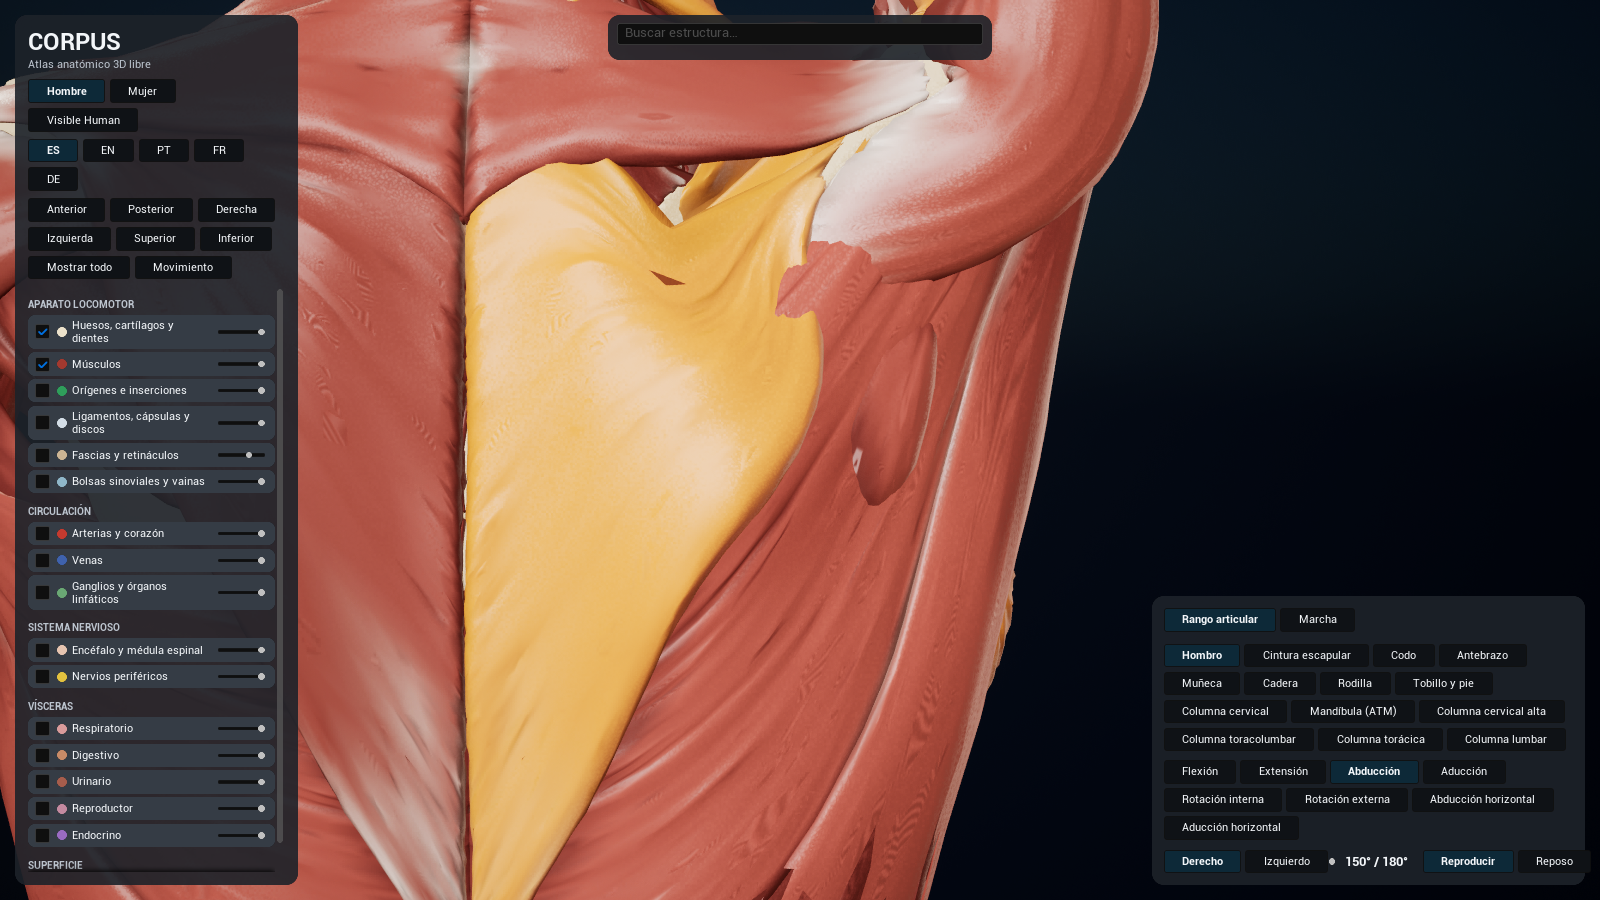 CORPUS
Atlas anatómico 3D libre
Hombre Mujer
Visible Human
ES EN PT FR
DE
Anterior Posterior Derecha
Izquierda Superior Inferior
Mostrar todo Movimiento
APARATO LOCOMOTOR
Huesos, cartílagos y
dientes
Músculos
Orígenes e inserciones
Ligamentos, cápsulas y
discos
Fascias y retináculos
Bolsas sinoviales y vainas
CIRCULACIÓN
Arterias y corazón
Venas
Ganglios y órganos
linfáticos
SISTEMA NERVIOSO
Encéfalo y médula espinal
Nervios periféricos
VÍSCERAS
Respiratorio
Digestivo
Urinario
Reproductor
Endocrino
SUPERFICIE
Buscar estructura...
Rango articular Marcha
Hombro Cintura escapular Codo Antebrazo
Muñeca Cadera Rodilla Tobillo y pie
Columna cervical Mandíbula (ATM) Columna cervical alta
Columna toracolumbar Columna torácica Columna lumbar
Flexión Extensión Abducción Aducción
Rotación interna Rotación externa Abducción horizontal
Aducción horizontal
Derecho Izquierdo 150° / 180° Reproducir Reposo